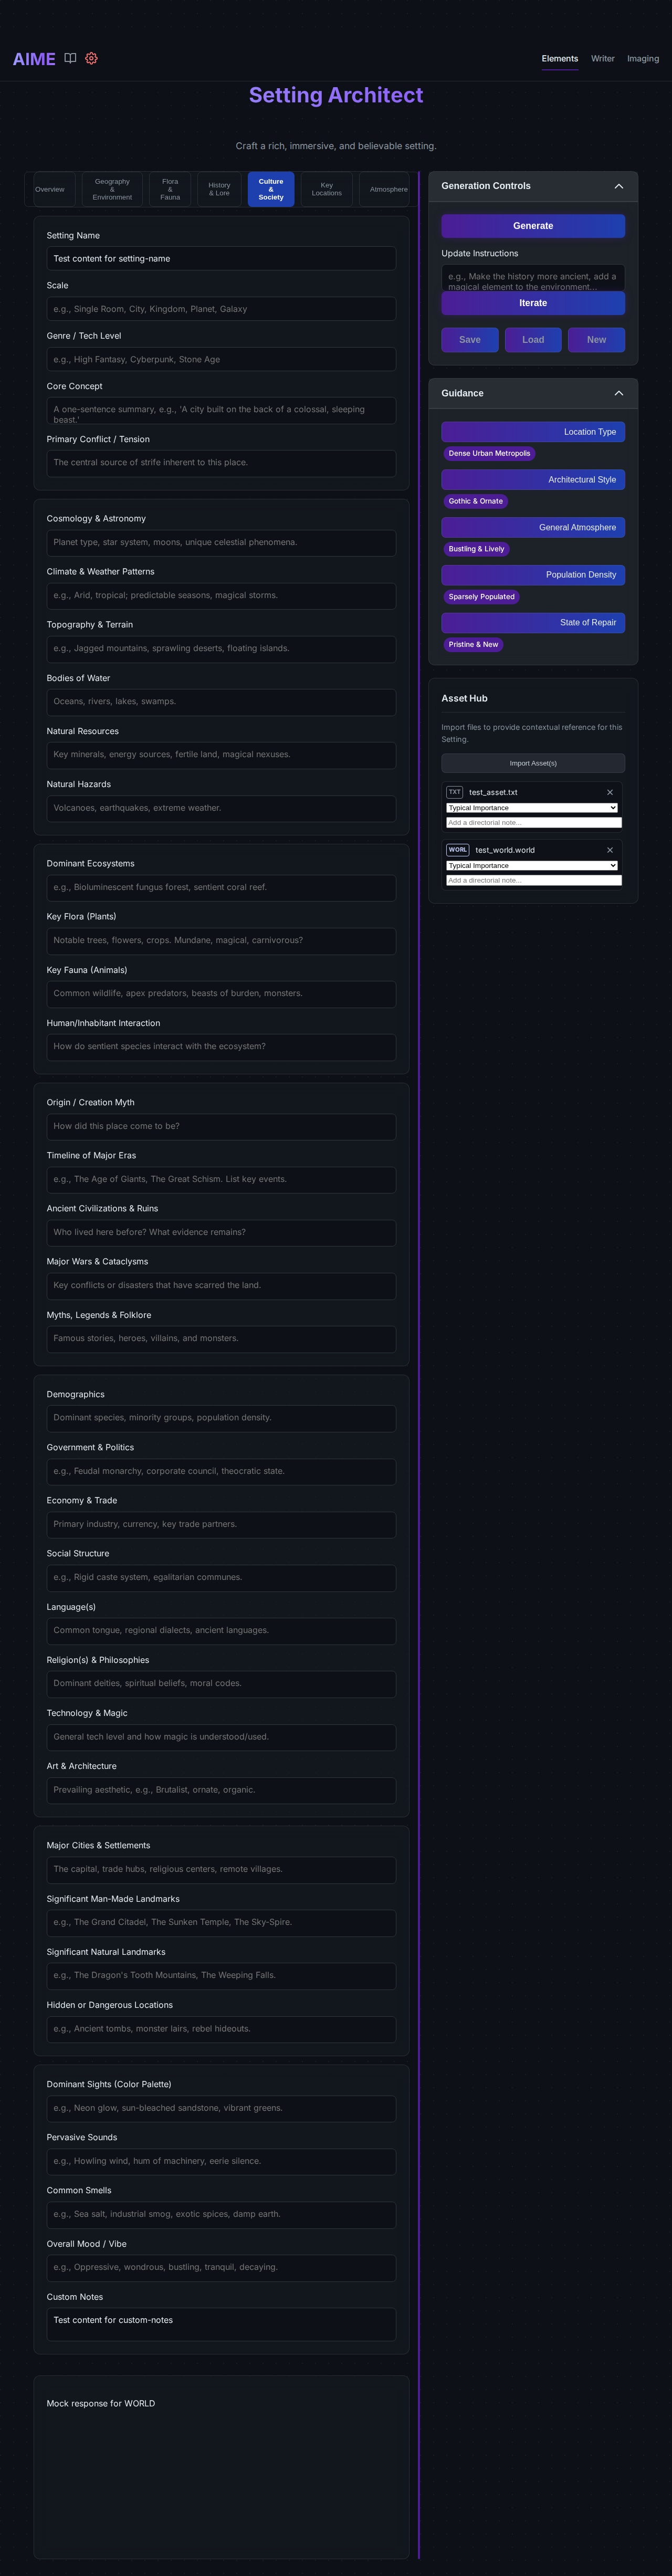 AIME
Elements
Writer
Imaging
Setting Architect
Craft a rich, immersive, and believable setting.
Overview
Geography
&
Environment
Flora
&
Fauna
History
& Lore
Culture
&
Society
Key
Locations
Atmosphere
Setting Name
Test content for setting-name
Scale
e.g., Single Room, City, Kingdom, Planet, Galaxy
Genre / Tech Level
e.g., High Fantasy, Cyberpunk, Stone Age
Core Concept
A one-sentence summary, e.g., 'A city built on the back of a colossal, sleeping
beast.'
Primary Conflict / Tension
The central source of strife inherent to this place.
Cosmology & Astronomy
Planet type, star system, moons, unique celestial phenomena.
Climate & Weather Patterns
e.g., Arid, tropical; predictable seasons, magical storms.
Topography & Terrain
e.g., Jagged mountains, sprawling deserts, floating islands.
Bodies of Water
Oceans, rivers, lakes, swamps.
Natural Resources
Key minerals, energy sources, fertile land, magical nexuses.
Natural Hazards
Volcanoes, earthquakes, extreme weather.
Dominant Ecosystems
e.g., Bioluminescent fungus forest, sentient coral reef.
Key Flora (Plants)
Notable trees, flowers, crops. Mundane, magical, carnivorous?
Key Fauna (Animals)
Common wildlife, apex predators, beasts of burden, monsters.
Human/Inhabitant Interaction
How do sentient species interact with the ecosystem?
Origin / Creation Myth
How did this place come to be?
Timeline of Major Eras
e.g., The Age of Giants, The Great Schism. List key events.
Ancient Civilizations & Ruins
Who lived here before? What evidence remains?
Major Wars & Cataclysms
Key conflicts or disasters that have scarred the land.
Myths, Legends & Folklore
Famous stories, heroes, villains, and monsters.
Demographics
Dominant species, minority groups, population density.
Government & Politics
e.g., Feudal monarchy, corporate council, theocratic state.
Economy & Trade
Primary industry, currency, key trade partners.
Social Structure
e.g., Rigid caste system, egalitarian communes.
Language(s)
Common tongue, regional dialects, ancient languages.
Religion(s) & Philosophies
Dominant deities, spiritual beliefs, moral codes.
Technology & Magic
General tech level and how magic is understood/used.
Art & Architecture
Prevailing aesthetic, e.g., Brutalist, ornate, organic.
Major Cities & Settlements
The capital, trade hubs, religious centers, remote villages.
Significant Man-Made Landmarks
e.g., The Grand Citadel, The Sunken Temple, The Sky-Spire.
Significant Natural Landmarks
e.g., The Dragon's Tooth Mountains, The Weeping Falls.
Hidden or Dangerous Locations
e.g., Ancient tombs, monster lairs, rebel hideouts.
Dominant Sights (Color Palette)
e.g., Neon glow, sun-bleached sandstone, vibrant greens.
Pervasive Sounds
e.g., Howling wind, hum of machinery, eerie silence.
Common Smells
e.g., Sea salt, industrial smog, exotic spices, damp earth.
Overall Mood / Vibe
e.g., Oppressive, wondrous, bustling, tranquil, decaying.
Custom Notes
Test content for custom-notes
Mock response for WORLD
Generation Controls
Generate
Update Instructions
e.g., Make the history more ancient, add a
magical element to the environment...
Iterate
Save
Load
New
Guidance
Location Type
Dense Urban Metropolis
Architectural Style
Gothic & Ornate
General Atmosphere
Bustling & Lively
Population Density
Sparsely Populated
State of Repair
Pristine & New
Asset Hub
Import files to provide contextual reference for this
Setting.
Import Asset(s)
TXT test_asset.txt
Typical Importance
Add a directorial note...
WORL test_world.world
Typical Importance
Add a directorial note...